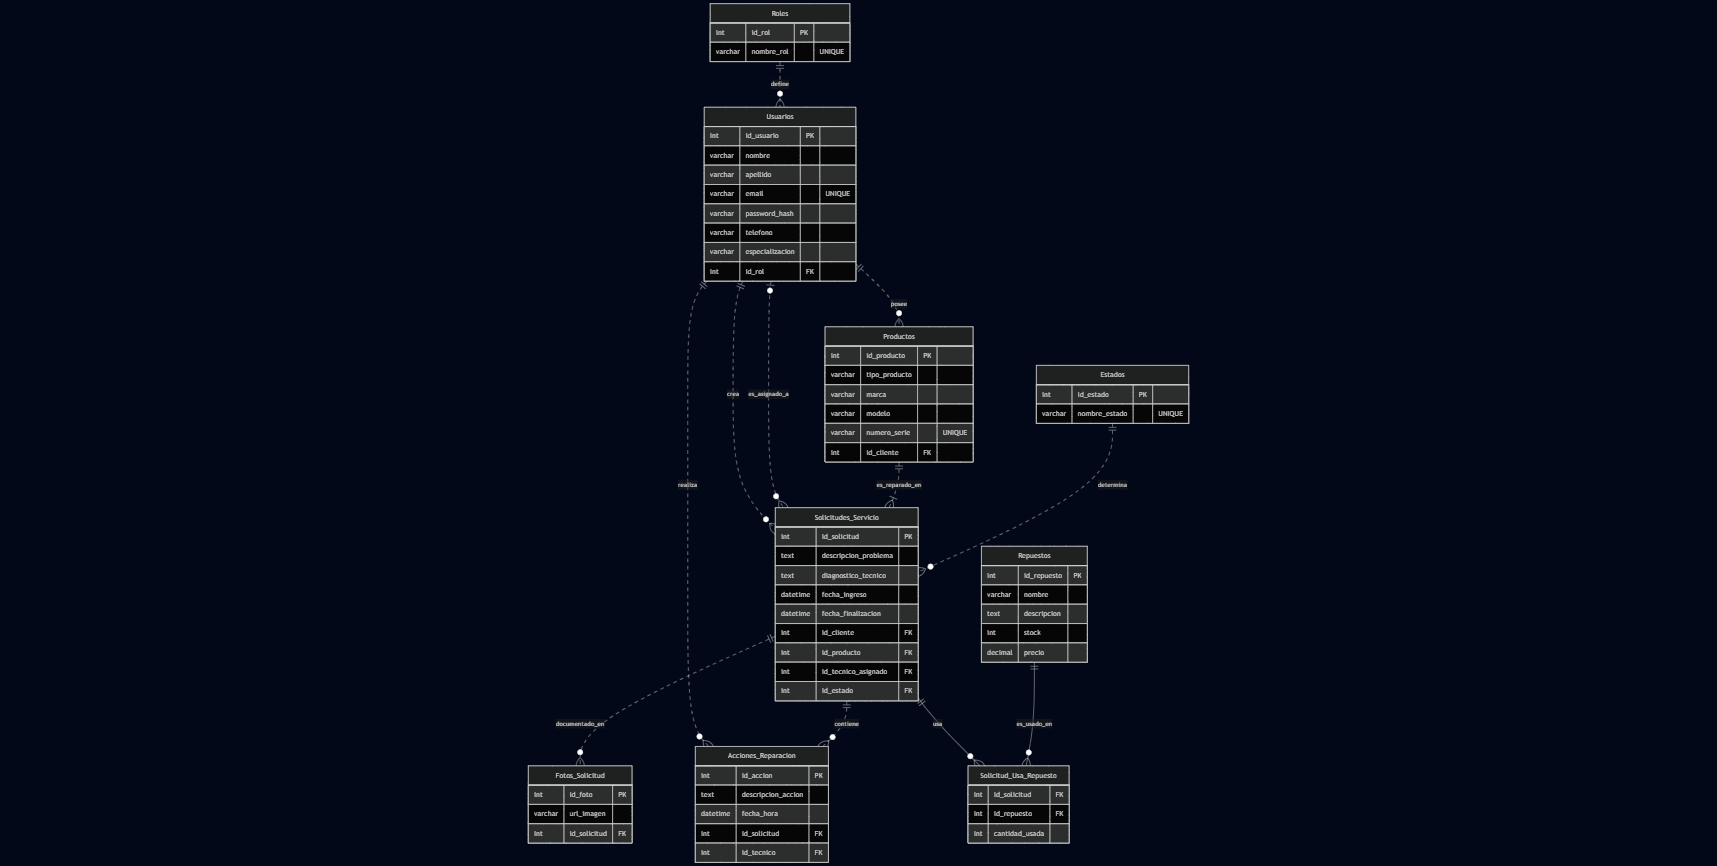 Roles
int id_rol PK
varchar nombre_rol UNIQUE
define
Usuarios
int id_usuario PK
varchar nombre
varchar apellido
varchar email UNIQUE
varchar password_hash
varchar telefono
varchar especializacion
int id_rol FK
posee
Productos
int id_producto PK
varchar tipo_producto
varchar marca
varchar modelo
varchar numero_serie UNIQUE
int id_cliente FK
Estados
int id_estado PK
varchar nombre_estado UNIQUE
crea
es_asignado_a
realiza
es_reparado_en
determina
Solicitudes_Servicio
int id_solicitud PK
text descripcion_problema
text diagnostico_tecnico
datetime fecha_ingreso
datetime fecha_finalizacion
int id_cliente FK
int id_producto FK
int id_tecnico_asignado FK
int id_estado FK
Repuestos
int id_repuesto PK
varchar nombre
text descripcion
int stock
decimal precio
documentado_en
contiene
usa
es_usado_en
Fotos_Solicitud
int id_foto PK
varchar url_imagen
int id_solicitud FK
Acciones_Reparacion
int id_accion PK
text descripcion_accion
datetime fecha_hora
int id_solicitud FK
int id_tecnico FK
Solicitud_Usa_Repuesto
int id_solicitud FK
int id_repuesto FK
int cantidad_usada